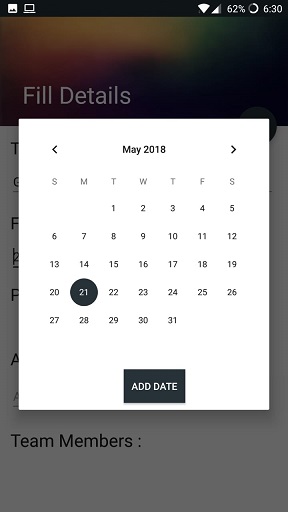 62% 6:30
Fill Details
May 2018
S M T W T F S
1 2 3 4 5
6 7 8 9 10 11 12
13 14 15 16 17 18 19
20 21 22 23 24 25 26
27 28 29 30 31
ADD DATE
Team Members :